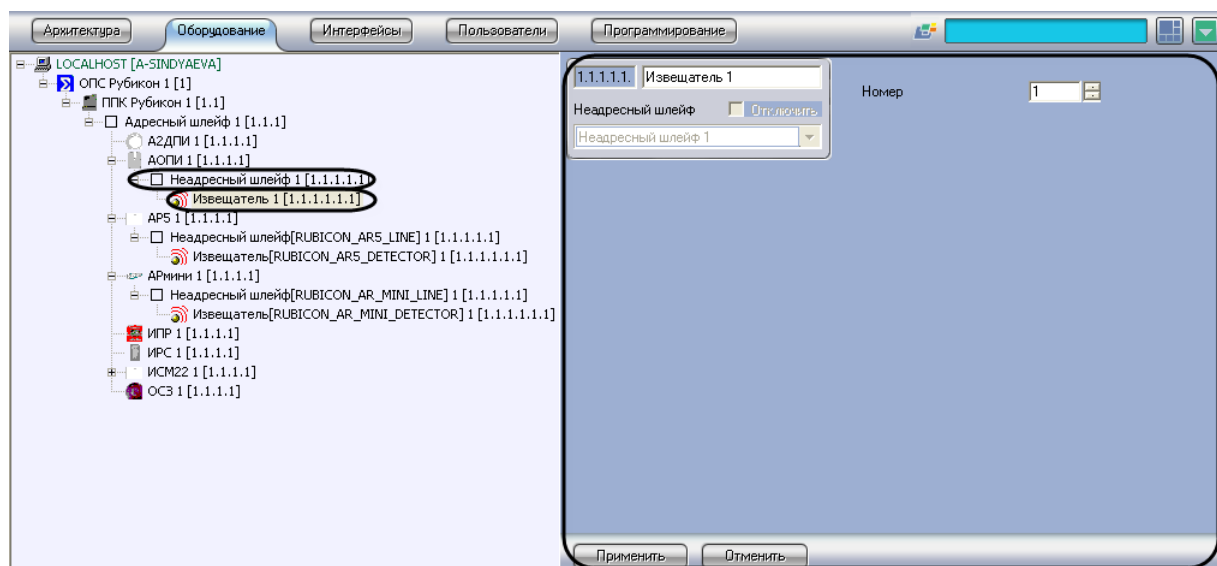 Архитектура Оборудование Интерфейсы Пользователи Программирование
LOCALHOST [A-SINDYAEVA]
ОПС Рубикон 1 [1]
ППК Рубикон 1 [1.1]
Адресный шлейф 1 [1.1.1]
А2ДПИ 1 [1.1.1.1]
АОПИ 1 [1.1.1.1]
Неадресный шлейф 1 [1.1.1.1.1]
Извещатель 1 [1.1.1.1.1.1]
АР5 1 [1.1.1.1]
Неадресный шлейф[RUBICON_AR5_LINE] 1 [1.1.1.1.1]
Извещатель[RUBICON_AR5_DETECTOR] 1 [1.1.1.1.1.1]
АРмини 1 [1.1.1.1]
Неадресный шлейф[RUBICON_AR_MINI_LINE] 1 [1.1.1.1.1]
Извещатель[RUBICON_AR_MINI_DETECTOR] 1 [1.1.1.1.1.1]
ИПР 1 [1.1.1.1]
ИРС 1 [1.1.1.1]
ИСМ22 1 [1.1.1.1]
ОСЗ 1 [1.1.1.1]
1.1.1.1.1. Извещатель 1
Неадресный шлейф Отключить
Неадресный шлейф 1
Номер 1
Применить Отменить